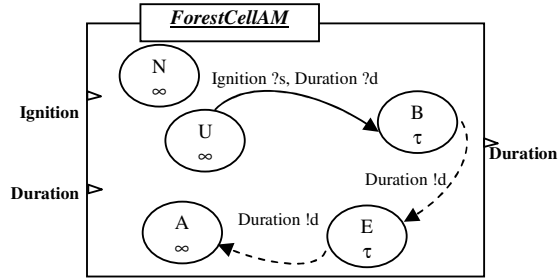 ForestCellAM
N
∞
Ignition ?s, Duration ?d
Ignition
U
∞
B
τ
Duration
Duration !d
Duration
Duration !d
A
∞
E
τ